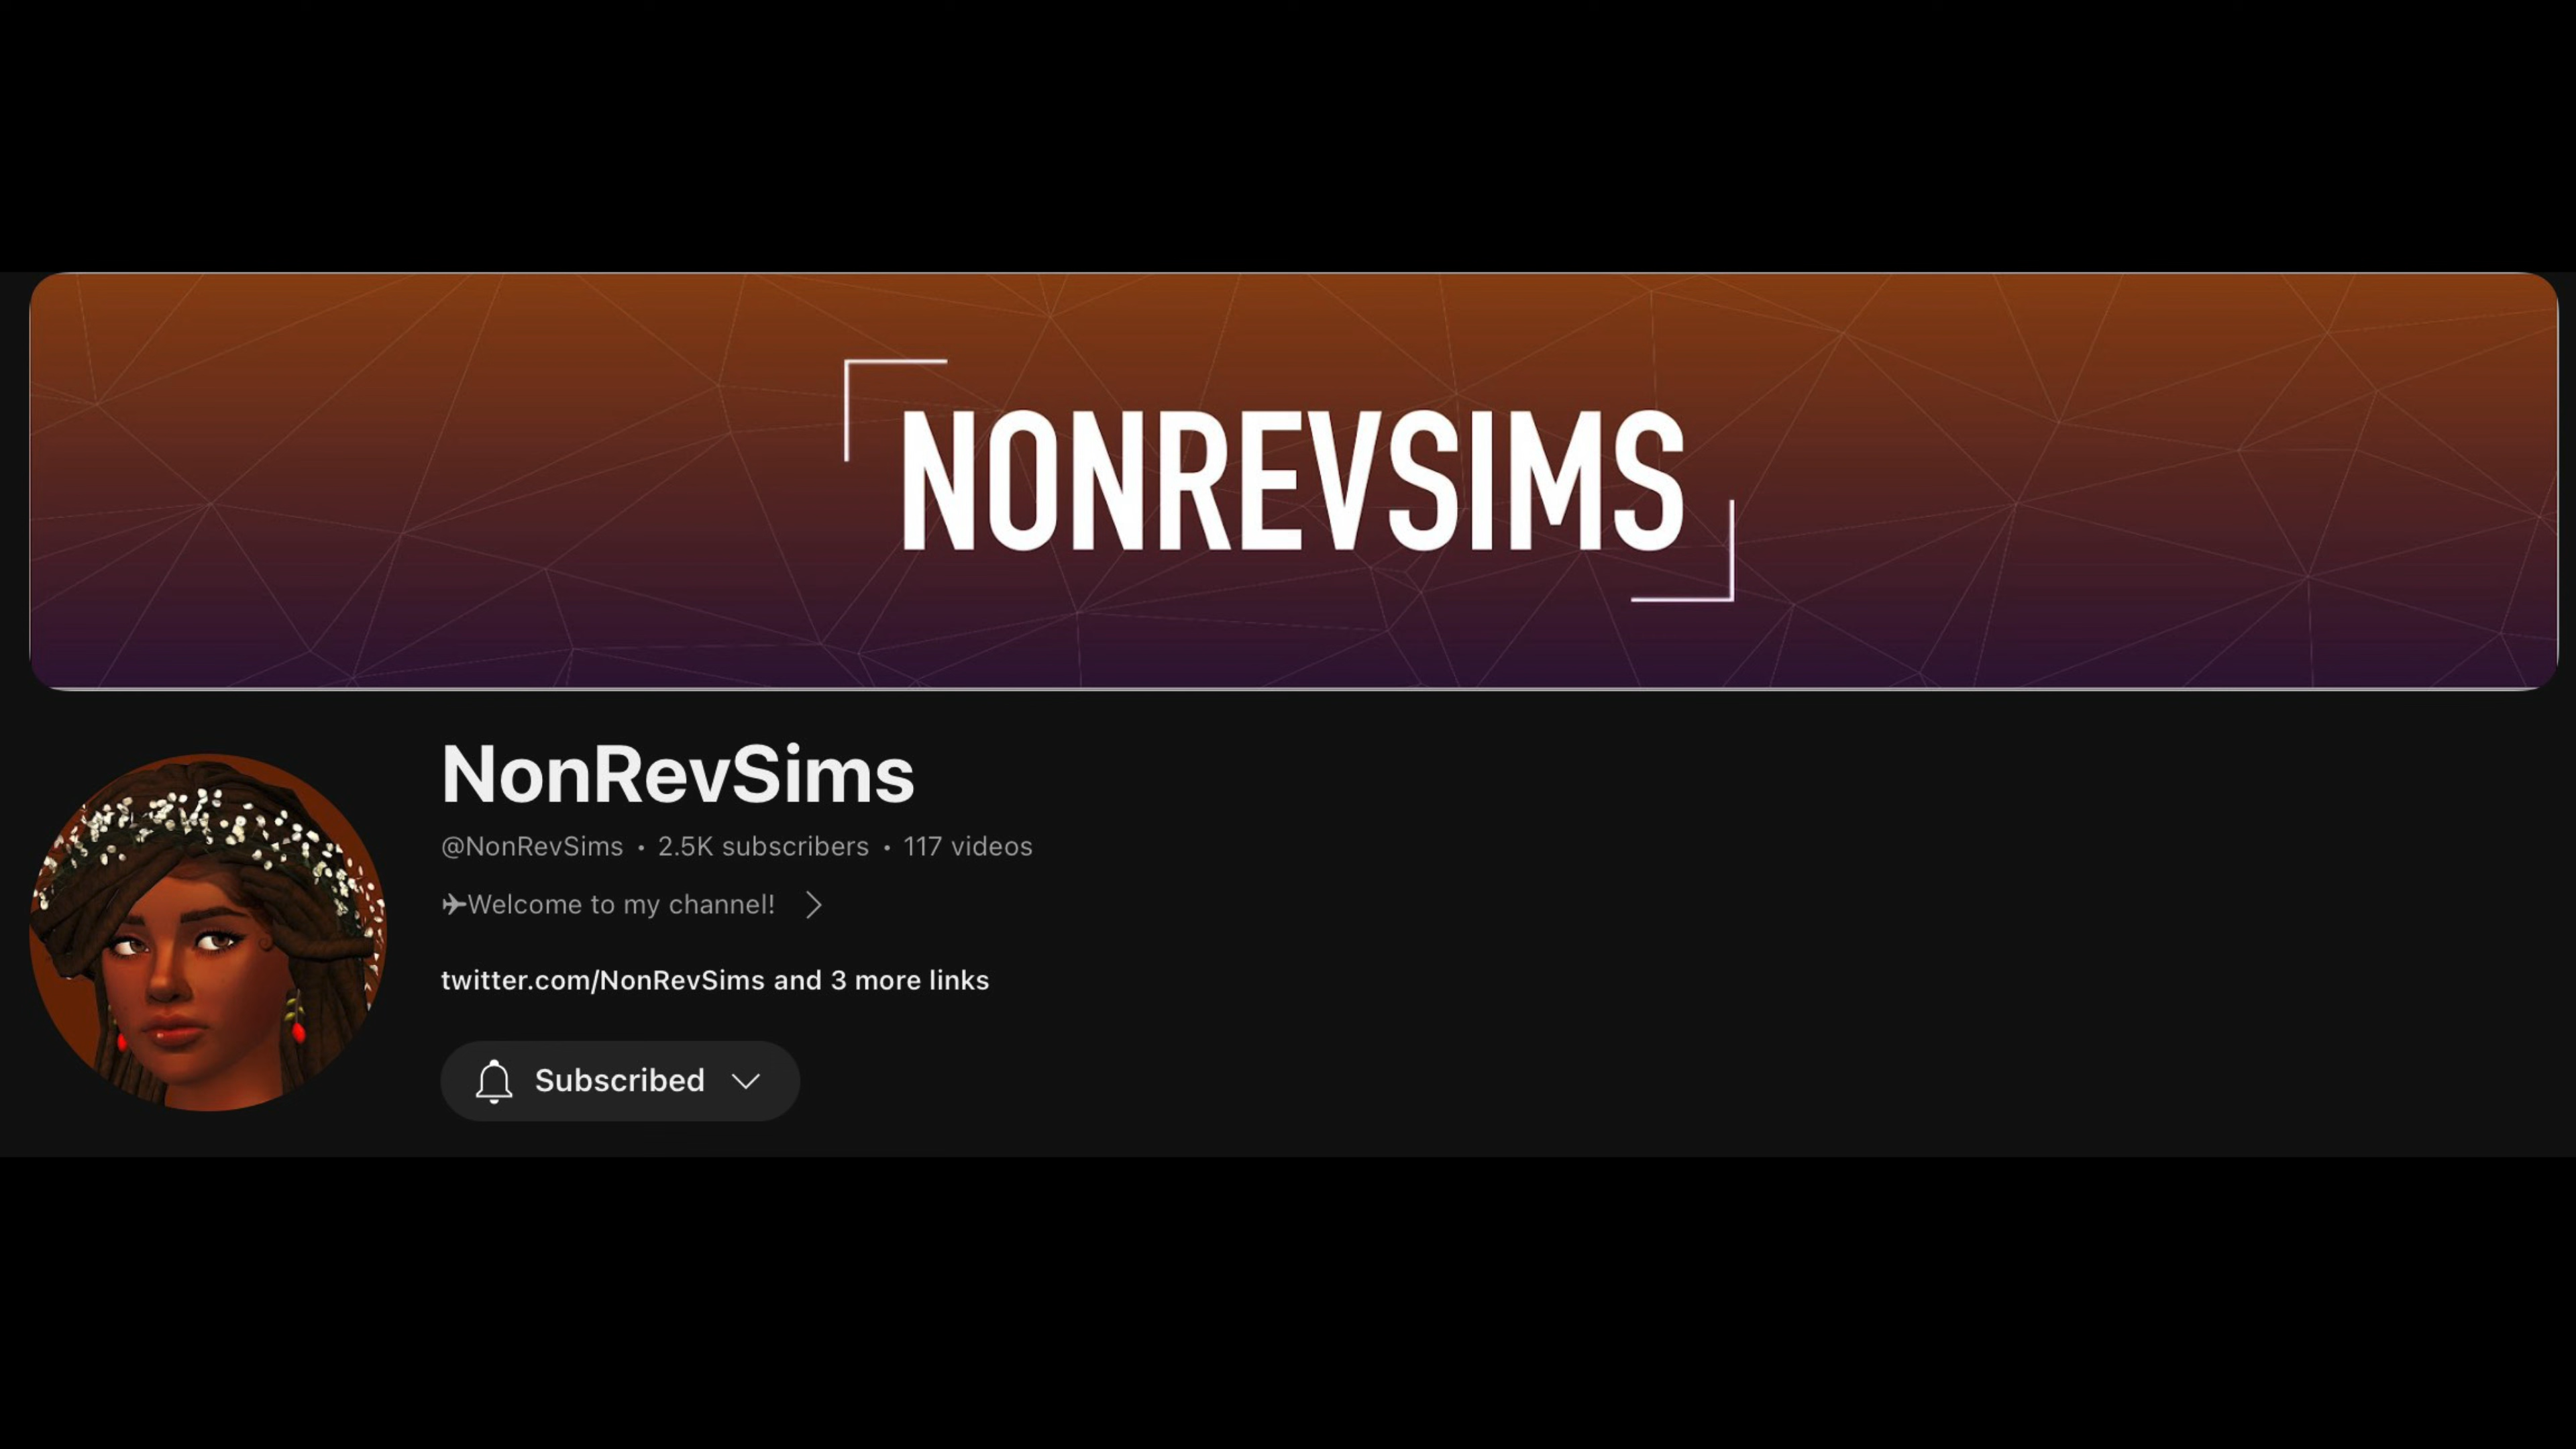 NONREVSIMS
NonRevSims
@NonRevSims • 2.5K subscribers • 117 videos
✈Welcome to my channel!
twitter.com/NonRevSims and 3 more links
Subscribed